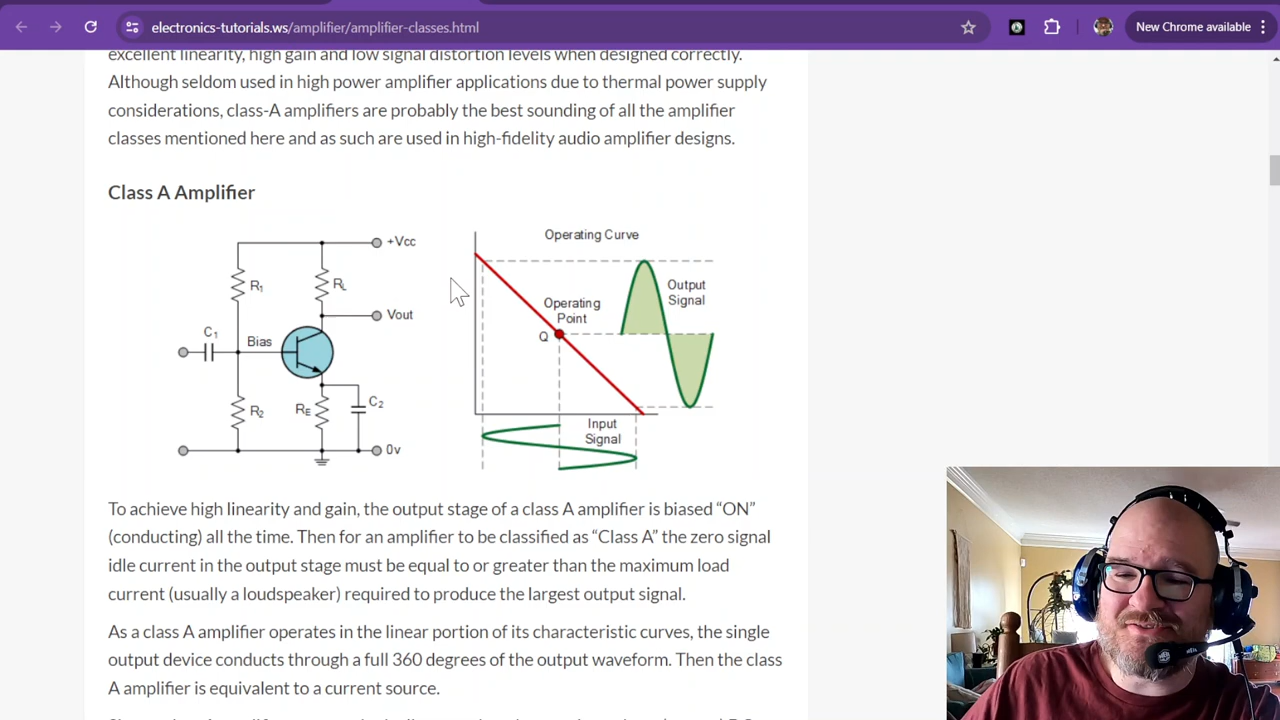 electronics-tutorials.ws/amplifier/amplifier-classes.html
New Chrome available
excellent linearity, high gain and low signal distortion levels when designed correctly.
Although seldom used in high power amplifier applications due to thermal power supply
considerations, class-A amplifiers are probably the best sounding of all the amplifier
classes mentioned here and as such are used in high-fidelity audio amplifier designs.
Class A Amplifier
+Vcc
R1
RL
Vout
C1
Bias
R2
RE
C2
0v
Operating Curve
Output
Signal
Operating
Point
Q
Input
Signal
To achieve high linearity and gain, the output stage of a class A amplifier is biased “ON”
(conducting) all the time. Then for an amplifier to be classified as “Class A” the zero signal
idle current in the output stage must be equal to or greater than the maximum load
current (usually a loudspeaker) required to produce the largest output signal.
As a class A amplifier operates in the linear portion of its characteristic curves, the single
output device conducts through a full 360 degrees of the output waveform. Then the class
A amplifier is equivalent to a current source.